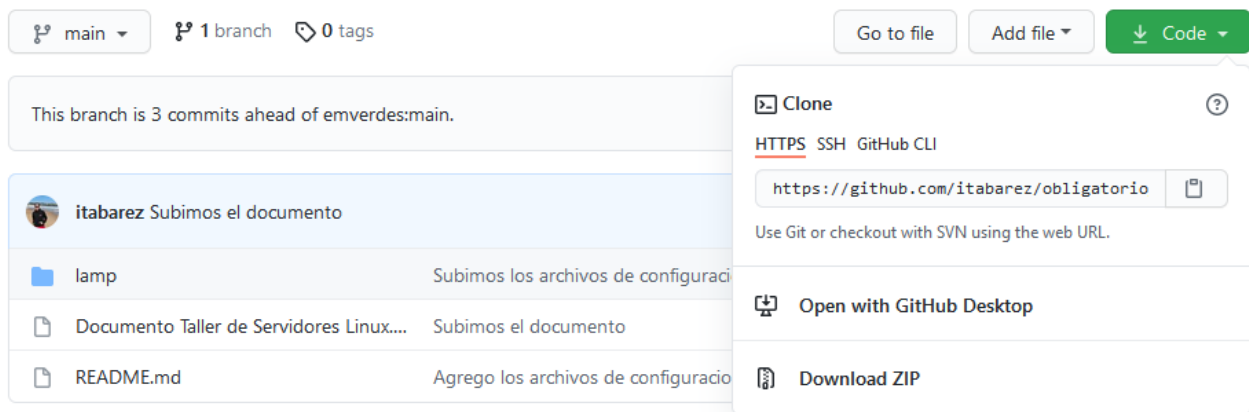 main 1 branch 0 tags Go to file Add file Code
This branch is 3 commits ahead of emverdes:main.
itabarez Subimos el documento
lamp Subimos los archivos de configuraci
Documento Taller de Servidores Linux.... Subimos el documento
README.md Agrego los archivos de configuracio
Clone
HTTPS SSH GitHub CLI
https://github.com/itabarez/obligatorio
Use Git or checkout with SVN using the web URL.
Open with GitHub Desktop
Download ZIP